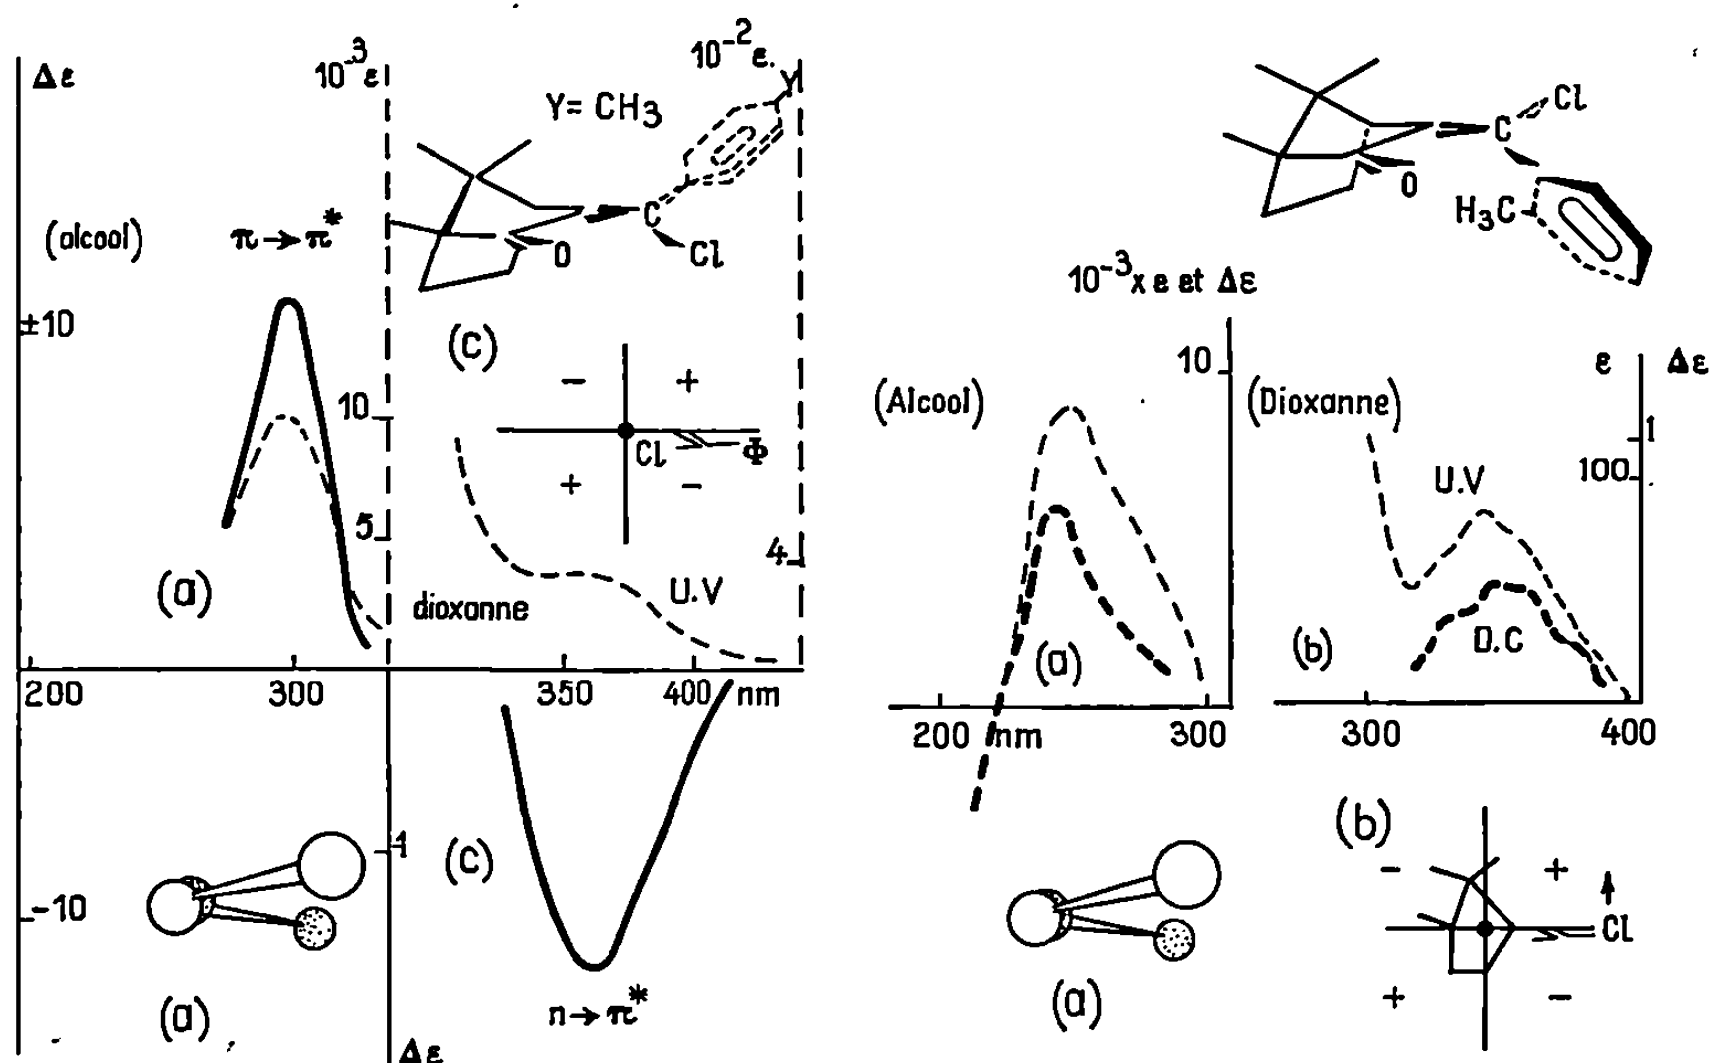 Δε
10⁻³ε
10⁻²ε.
Y
Y= CH3
C
Cl
O
(alcool)
π→π*
±10
(c)
- +
Cl Φ
+ -
10
5
4
(a)
dioxanne
U.V
200 300 350 400 nm
1
-10
(c)
(a)
n→π*
Δε
Cl
C
O
H₃C
10⁻³x ε et Δε
10
(Alcool)
(a)
200 nm 300
(Dioxanne)
ε Δε
1
100
U.V
D.C
(b)
300 400
(a)
(b)
- +
Cl
+ -